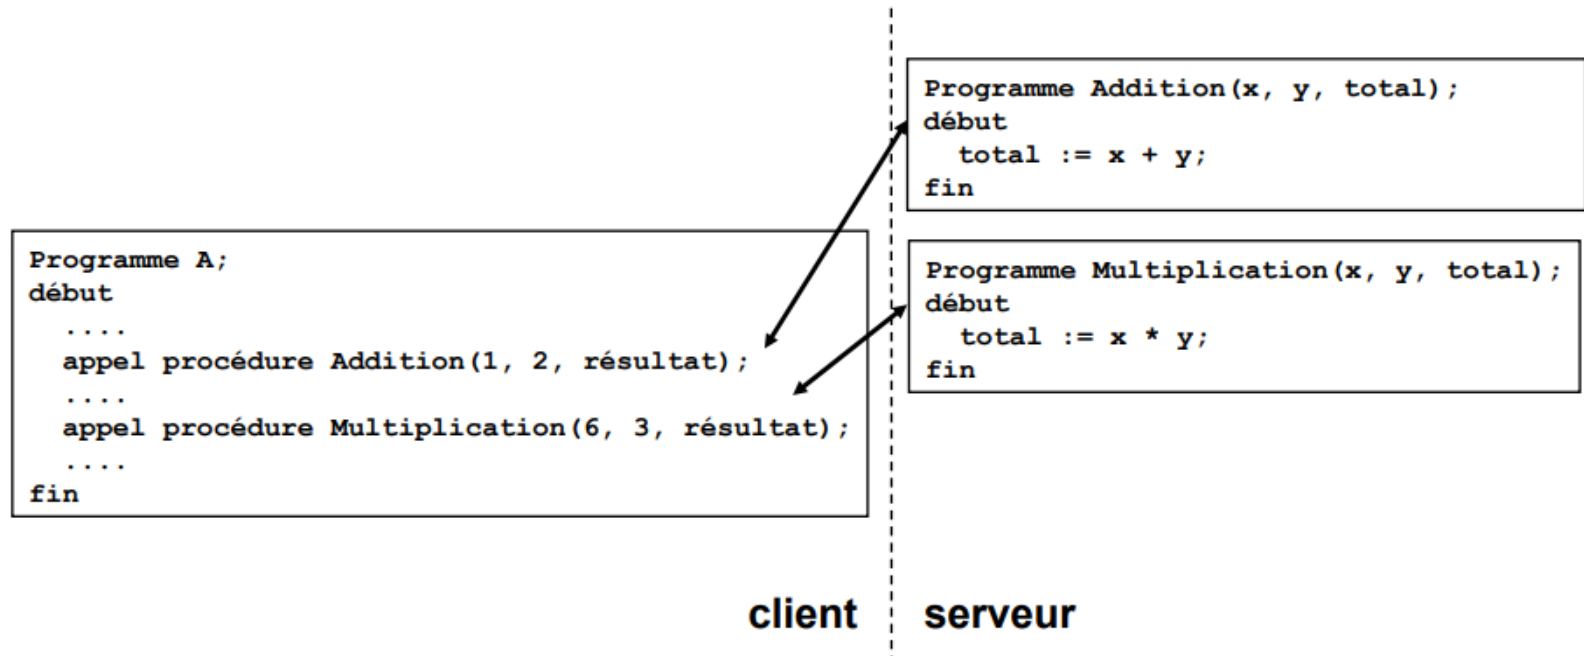 Programme Addition(x, y, total);
début
total := x + y;
fin
Programme A;
début
....
appel procédure Addition(1, 2, résultat);
....
appel procédure Multiplication(6, 3, résultat);
....
fin
Programme Multiplication(x, y, total);
début
total := x * y;
fin
client
serveur